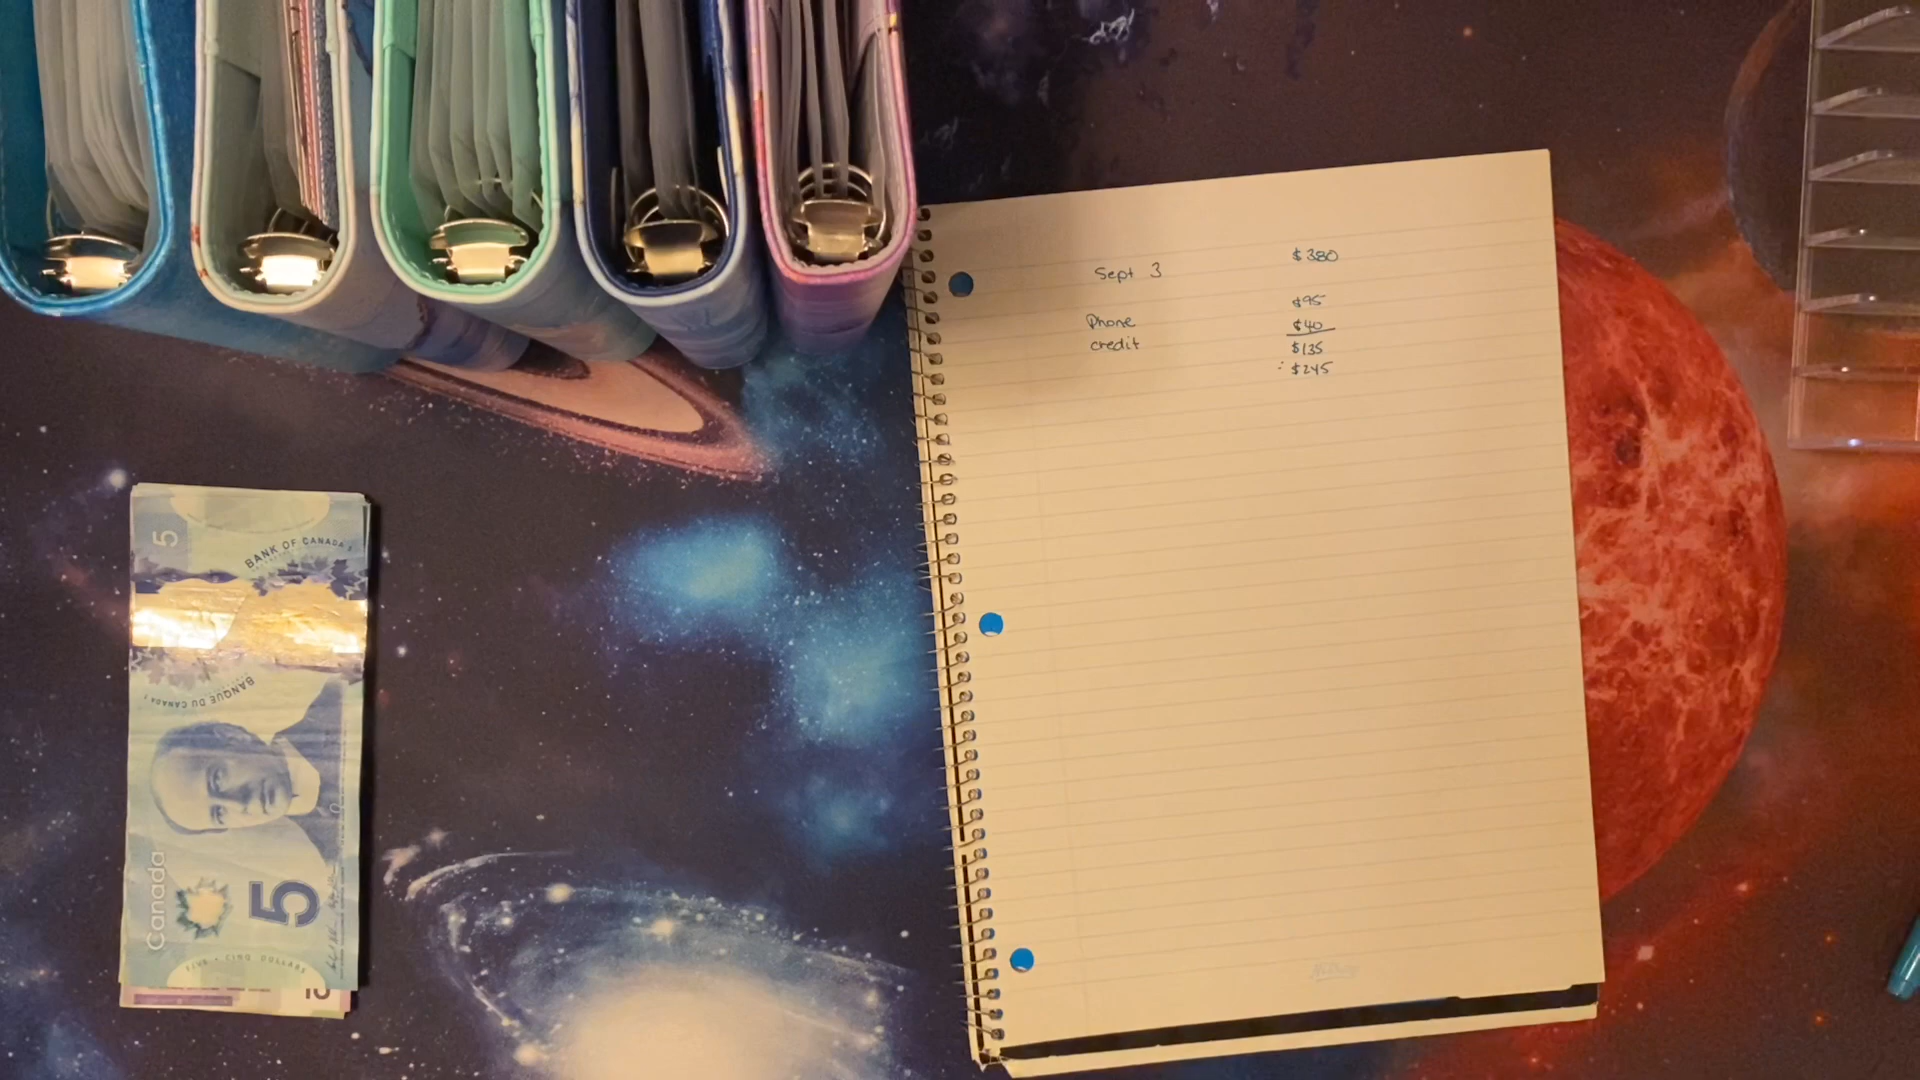 $380
Sept 3
$95
Phone
$40
credit
$135
∴ $245
5
BANK OF CANADA
BANQUE DU CANADA
Canada
5
FIVE • CINQ DOLLARS